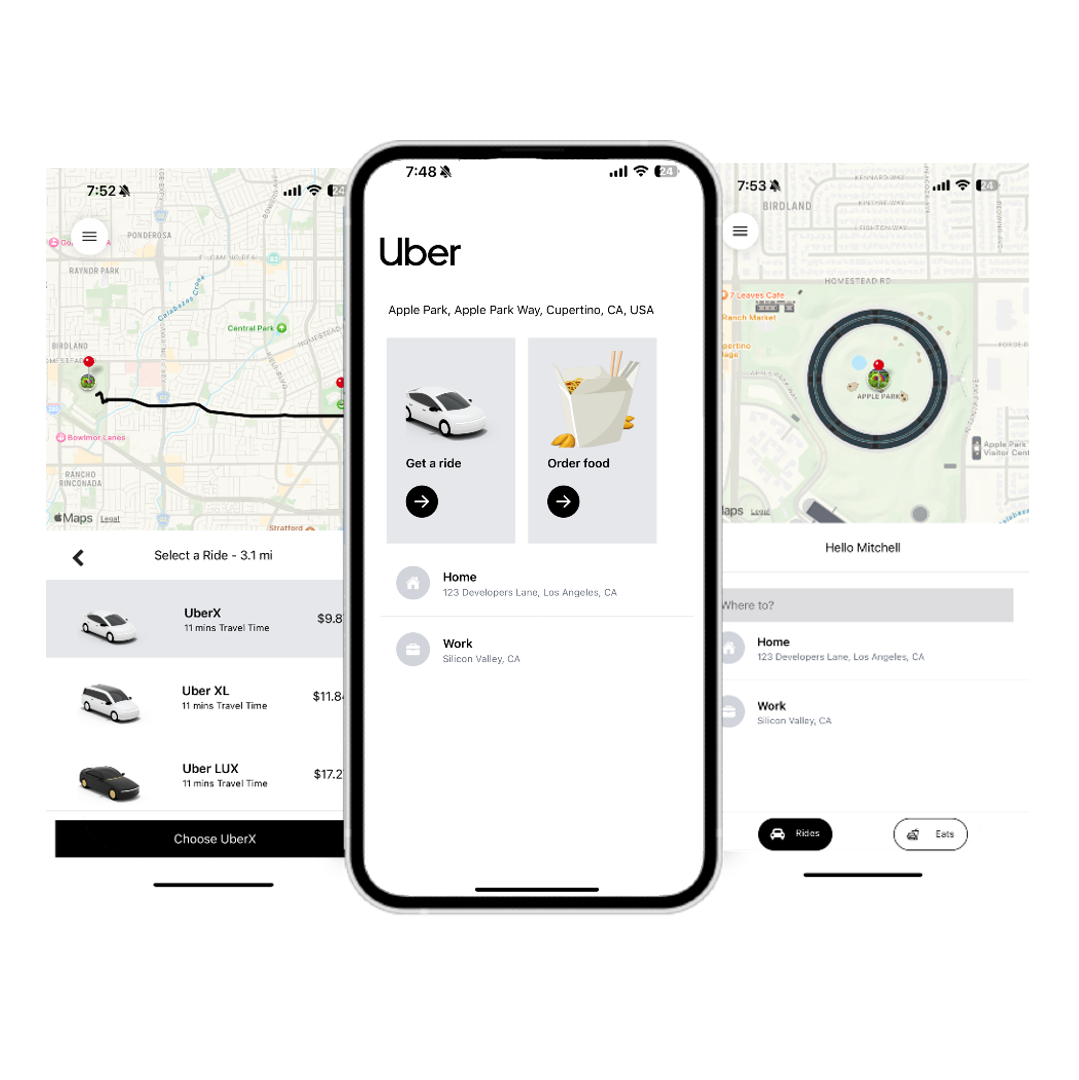 7:52
PONDEROSA
RAYNOR PARK
Calabazas Creek
Central Park
BIRDLAND
Bowlmor Lanes
RANCHO
RINCONADA
Maps Legal
Stratford
Select a Ride - 3.1 mi
UberX
11 mins Travel Time
$9.8
Uber XL
11 mins Travel Time
$11.84
Uber LUX
11 mins Travel Time
$17.2
Choose UberX
7:48
24
Uber
Apple Park, Apple Park Way, Cupertino, CA, USA
Get a ride
Order food
Home
123 Developers Lane, Los Angeles, CA
Work
Silicon Valley, CA
7:53
24
BIRDLAND
HOMESTEAD RD
7 Leaves Cafe
Ranch Market
APPLE PARK
Apple Park
Visitor Cent
Legal
Hello Mitchell
Where to?
Home
123 Developers Lane, Los Angeles, CA
Work
Silicon Valley, CA
Rides
Eats